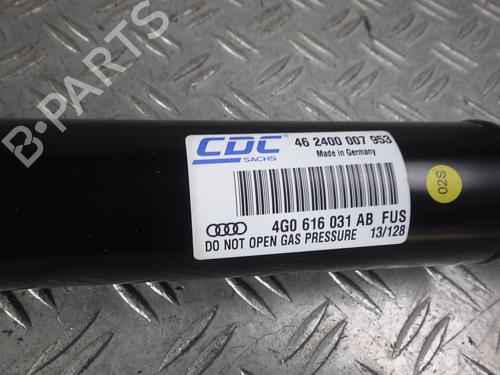 B-PARTS
CDC
SACHS
46 2400 007 953
Made in Germany
4G0 616 031 AB FUS
DO NOT OPEN GAS PRESSURE 13/128
02S